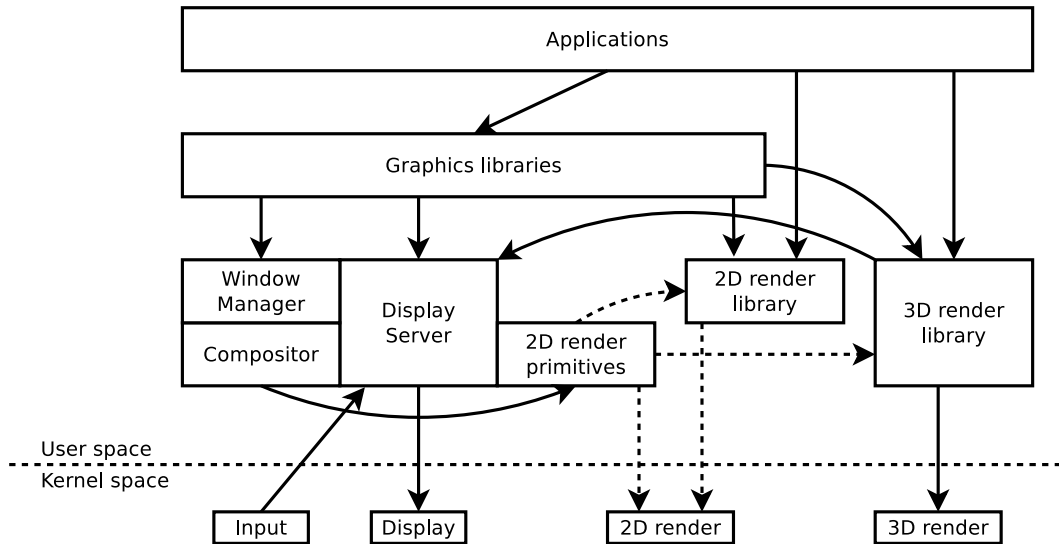 Applications
Graphics libraries
Window
Manager
Compositor
Display
Server
2D render
primitives
2D render
library
3D render
library
User space
Kernel space
Input
Display
2D render
3D render